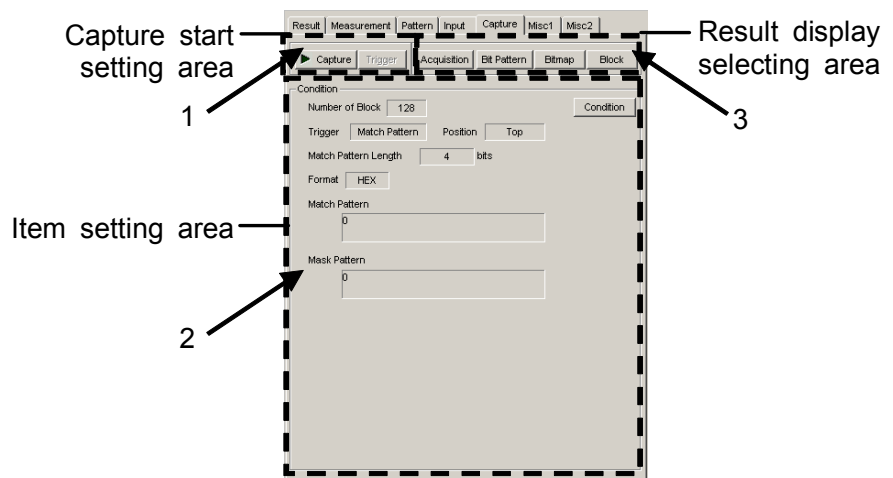 Result Measurement Pattern Input Capture Misc1 Misc2
Capture start setting area
Result display selecting area
Capture Trigger Acquisition Bit Pattern Bitmap Block
1
3
Condition
Number of Block 128 Condition
Trigger Match Pattern Position Top
Match Pattern Length 4 bits
Format HEX
Match Pattern
0
Item setting area
Mask Pattern
0
2